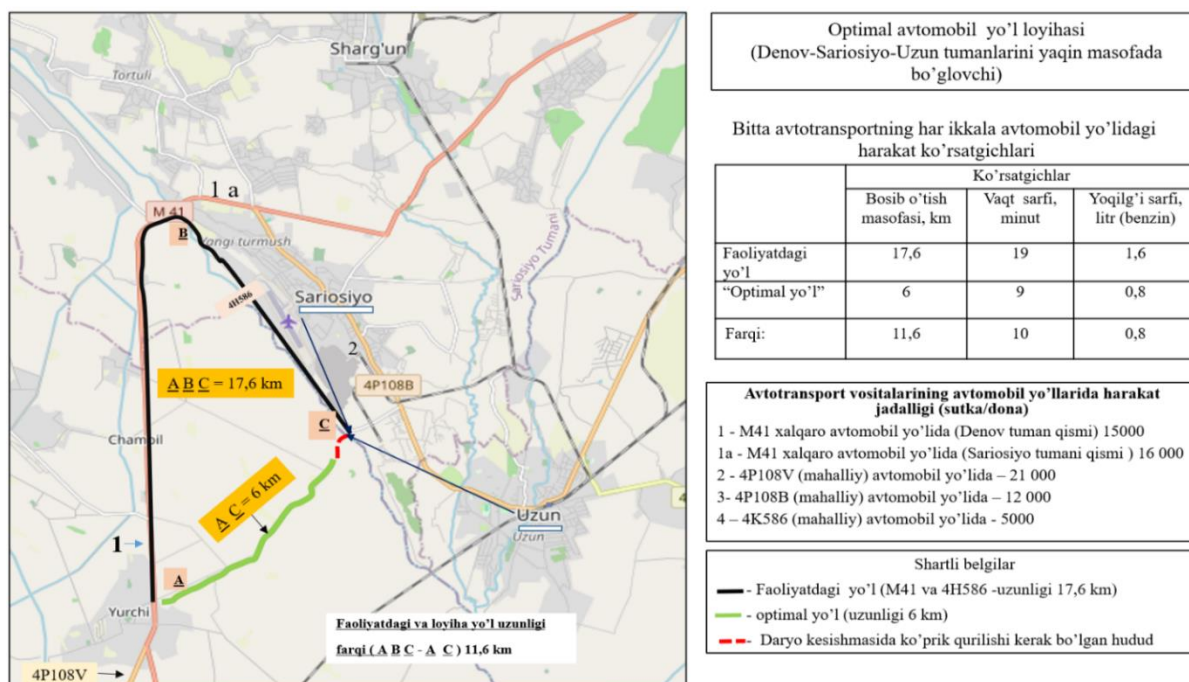 Sharg'un
Tortuli
1 a
M 41
B
Yangi turmush
4H586
Sariosiyo
Sariosiyo Tumani
2
4P108B
A B C = 17,6 km
C
Chambil
A C = 6 km
Uzun
Uzun
1
A
Yurchi
Faoliyatdagi va loyiha yo'l uzunligi
farqi ( A B C - A C ) 11,6 km
4P108V
4
Optimal avtomobil yo'l loyihasi
(Denov-Sariosiyo-Uzun tumanlarini yaqin masofada
bo'glovchi)
Bitta avtotransportning har ikkala avtomobil yo'lidagi
harakat ko'rsatgichlari
Ko'rsatgichlar
Bosib o'tish masofasi, km
Vaqt sarfi, minut
Yoqilg'i sarfi, litr (benzin)
Faoliyatdagi yo'l 17,6 19 1,6
“Optimal yo'l” 6 9 0,8
Farqi: 11,6 10 0,8
Avtotransport vositalarining avtomobil yo'llarida harakat
jadalligi (sutka/dona)
1 - M41 xalqaro avtomobil yo'lida (Denov tuman qismi) 15000
1a - M41 xalqaro avtomobil yo'lida (Sariosiyo tumani qismi ) 16 000
2 - 4P108V (mahalliy) avtomobil yo'lida – 21 000
3- 4P108B (mahalliy) avtomobil yo'lida – 12 000
4 – 4K586 (mahalliy) avtomobil yo'lida - 5000
Shartli belgilar
- Faoliyatdagi yo'l (M41 va 4H586 -uzunligi 17,6 km)
- optimal yo'l (uzunligi 6 km)
- Daryo kesishmasida ko'prik qurilishi kerak bo'lgan hudud